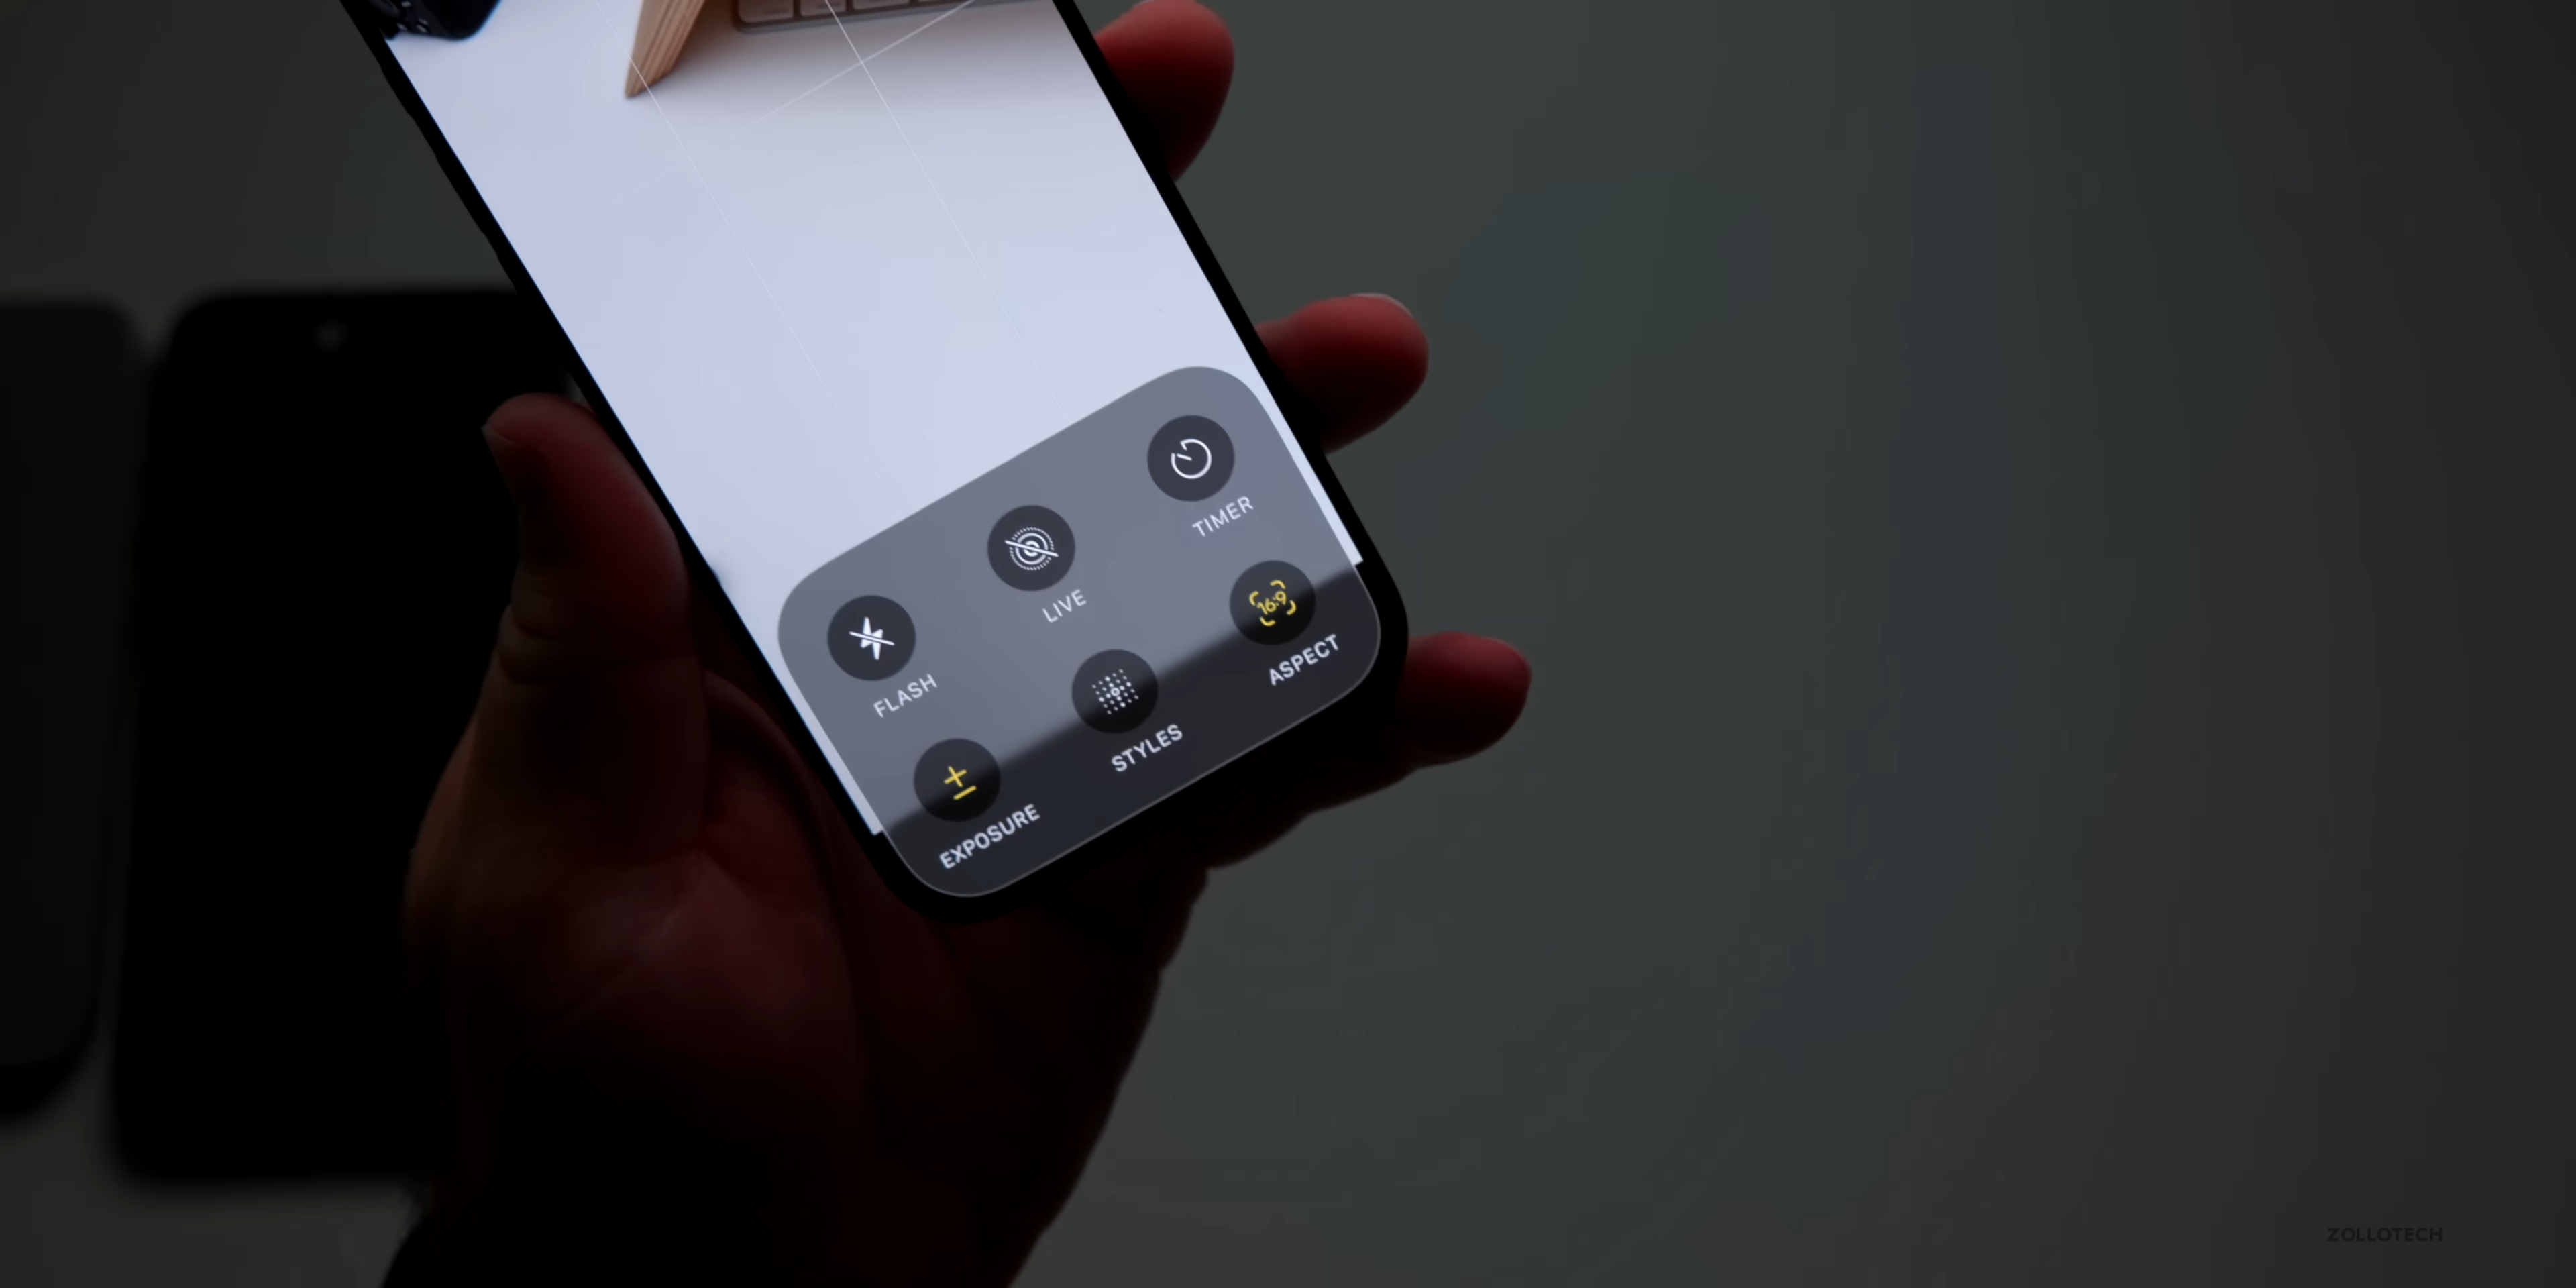 FLASH
LIVE
TIMER
EXPOSURE
STYLES
16:9
ASPECT
ZOLLOTECH